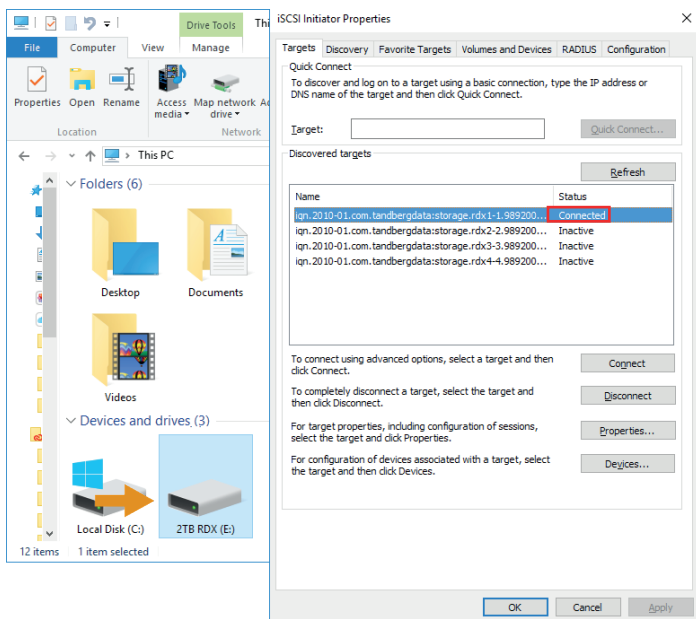 Drive Tools
Thi
File
Computer
View
Manage
Properties
Open
Rename
Access media
Map network drive
Ac
Location
Network
This PC
Folders (6)
Desktop
Documents
Videos
Devices and drives (3)
Local Disk (C:)
2TB RDX (E:)
12 items
1 item selected
iSCSI Initiator Properties
Targets
Discovery
Favorite Targets
Volumes and Devices
RADIUS
Configuration
Quick Connect
To discover and log on to a target using a basic connection, type the IP address or
DNS name of the target and then click Quick Connect.
Target:
Quick Connect...
Discovered targets
Refresh
Name
Status
iqn.2010-01.com.tandbergdata:storage.rdx1-1.989200...
Connected
iqn.2010-01.com.tandbergdata:storage.rdx2-2.989200...
Inactive
iqn.2010-01.com.tandbergdata:storage.rdx3-3.989200...
Inactive
iqn.2010-01.com.tandbergdata:storage.rdx4-4.989200...
Inactive
To connect using advanced options, select a target and then
click Connect.
Connect
To completely disconnect a target, select the target and
then click Disconnect.
Disconnect
For target properties, including configuration of sessions,
select the target and click Properties.
Properties...
For configuration of devices associated with a target, select
the target and then click Devices.
Devices...
OK
Cancel
Apply